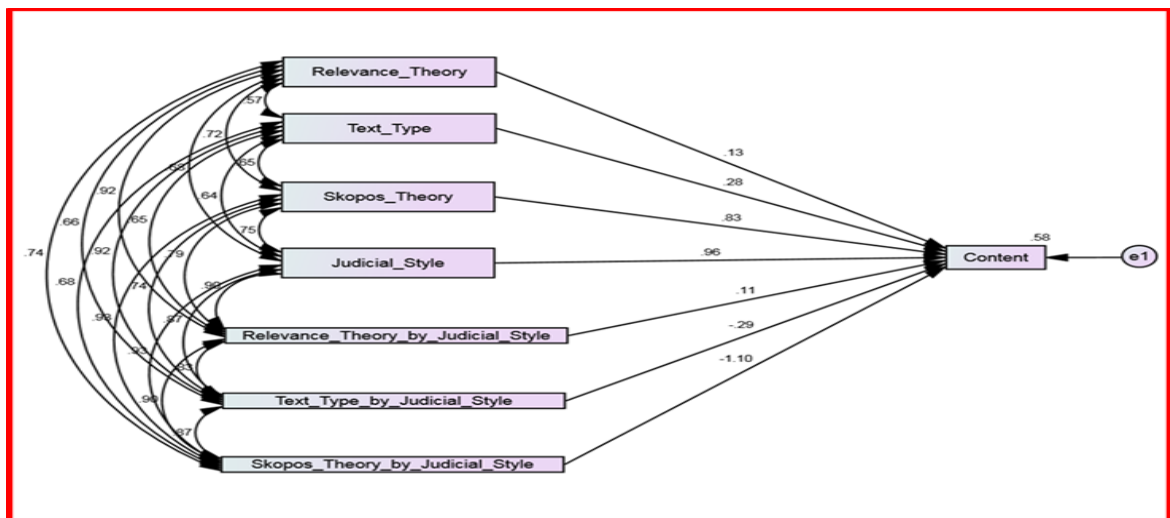 Relevance_Theory
.57
Text_Type
.72
.13
.65
.28
.92
.64
Skopos_Theory
.83
.66
.65
.75
.58
.74
.92
.79
Judicial_Style
.96
Content
e1
.68
.74
.11
Relevance_Theory_by_Judicial_Style
-.29
-1.10
Text_Type_by_Judicial_Style
.87
Skopos_Theory_by_Judicial_Style